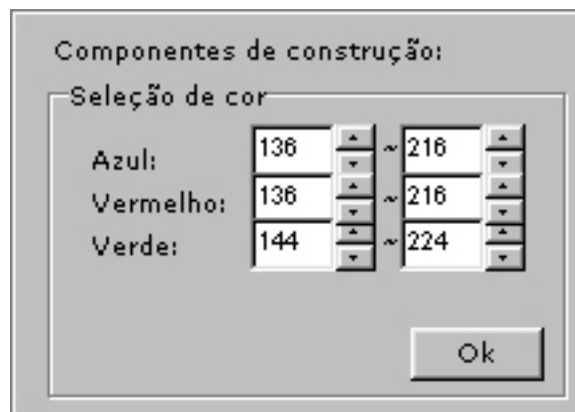 Componentes de construção:
Seleção de cor
Azul: 136 ~ 216
Vermelho: 136 ~ 216
Verde: 144 ~ 224
Ok